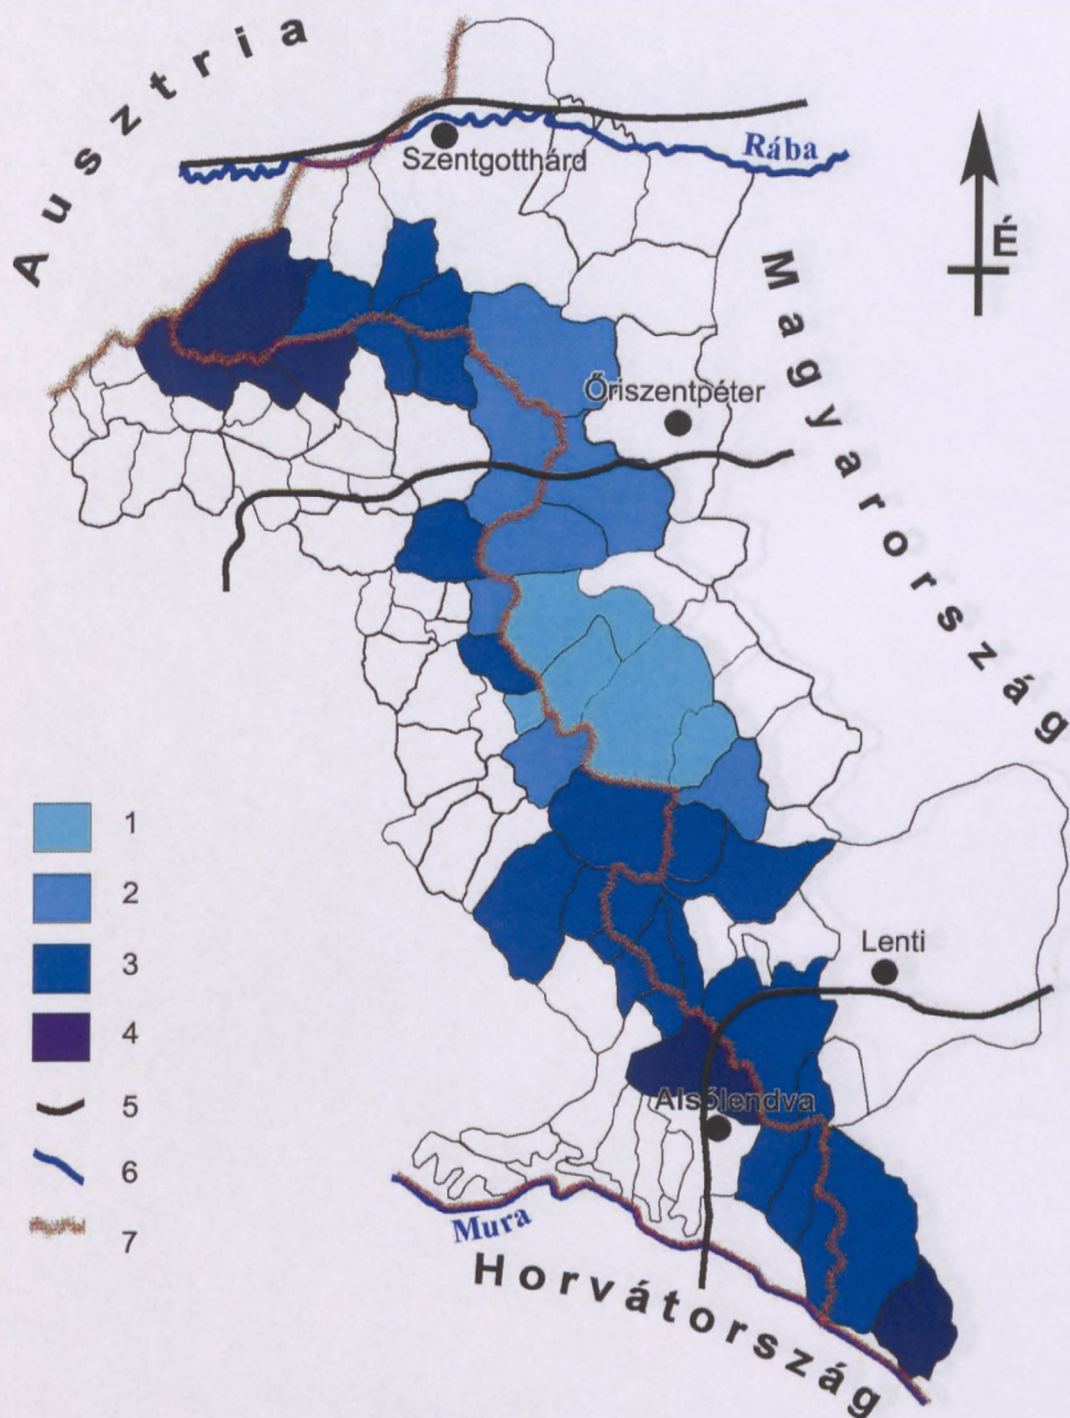 Ausztria
Rába
Szentgotthárd
É
Magyarország
Őriszentpéter
1
2
3
4
5
6
7
Lenti
Alsólendva
Mura
Horvátország